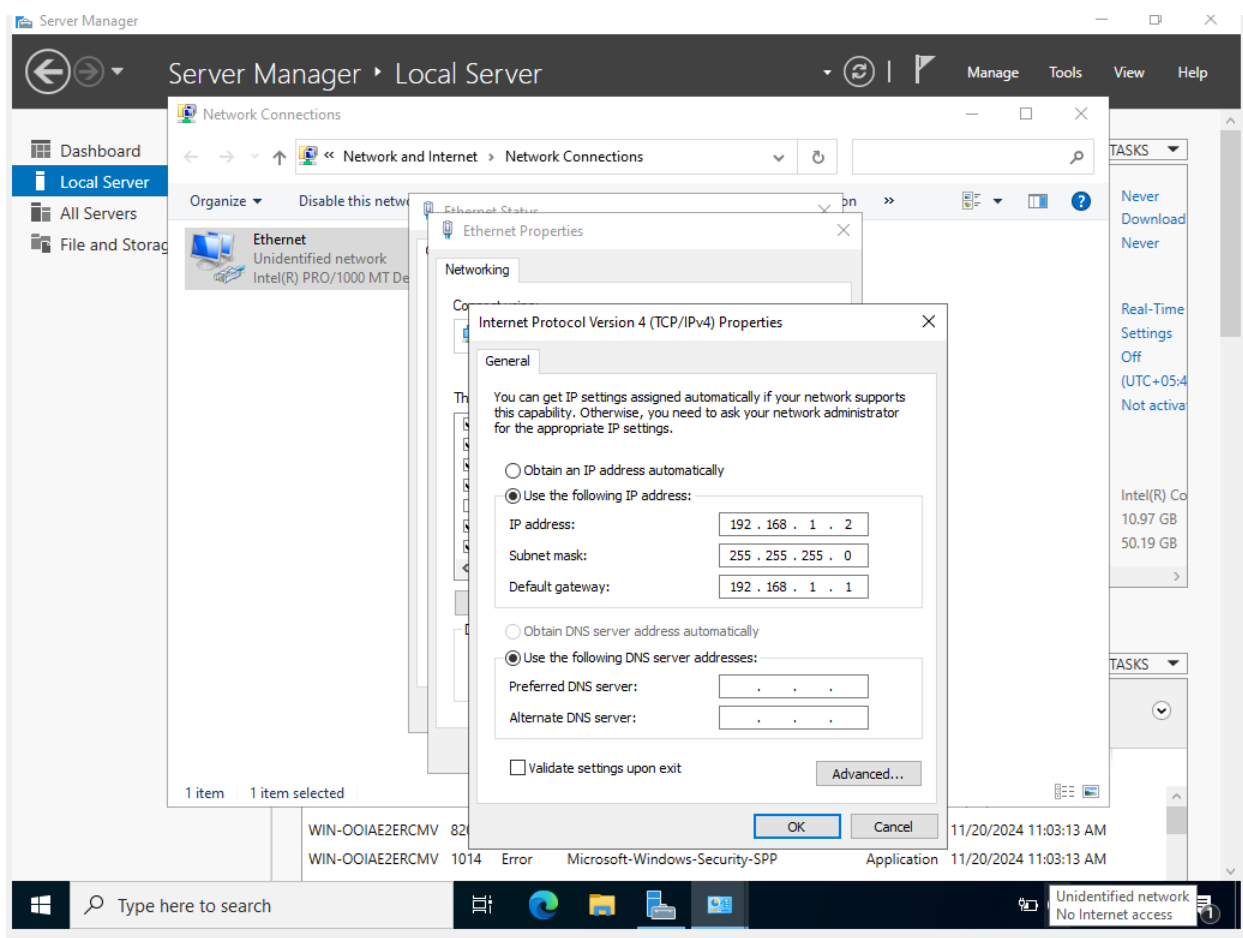 Server Manager
Server Manager Local Server
Manage Tools View Help
Network Connections
Dashboard
Local Server
All Servers
File and Storag
« Network and Internet › Network Connections
TASKS
Organize Disable this netwo
on »
Ethernet Status
Ethernet Properties
Ethernet
Unidentified network
Intel(R) PRO/1000 MT De
Networking
Connect using:
Never
Download
Never
Real-Time
Settings
Off
(UTC+05:4
Not activa
Intel(R) Co
10.97 GB
50.19 GB
Th
Internet Protocol Version 4 (TCP/IPv4) Properties
General
You can get IP settings assigned automatically if your network supports
this capability. Otherwise, you need to ask your network administrator
for the appropriate IP settings.
Obtain an IP address automatically
Use the following IP address:
IP address: 192 . 168 . 1 . 2
Subnet mask: 255 . 255 . 255 . 0
Default gateway: 192 . 168 . 1 . 1
Obtain DNS server address automatically
Use the following DNS server addresses:
Preferred DNS server: . . .
Alternate DNS server: . . .
Validate settings upon exit
Advanced...
OK Cancel
TASKS
1 item 1 item selected
WIN-OOIAE2ERCMV 820 11/20/2024 11:03:13 AM
WIN-OOIAE2ERCMV 1014 Error Microsoft-Windows-Security-SPP Application 11/20/2024 11:03:13 AM
Type here to search
Unidentified network
No Internet access
1